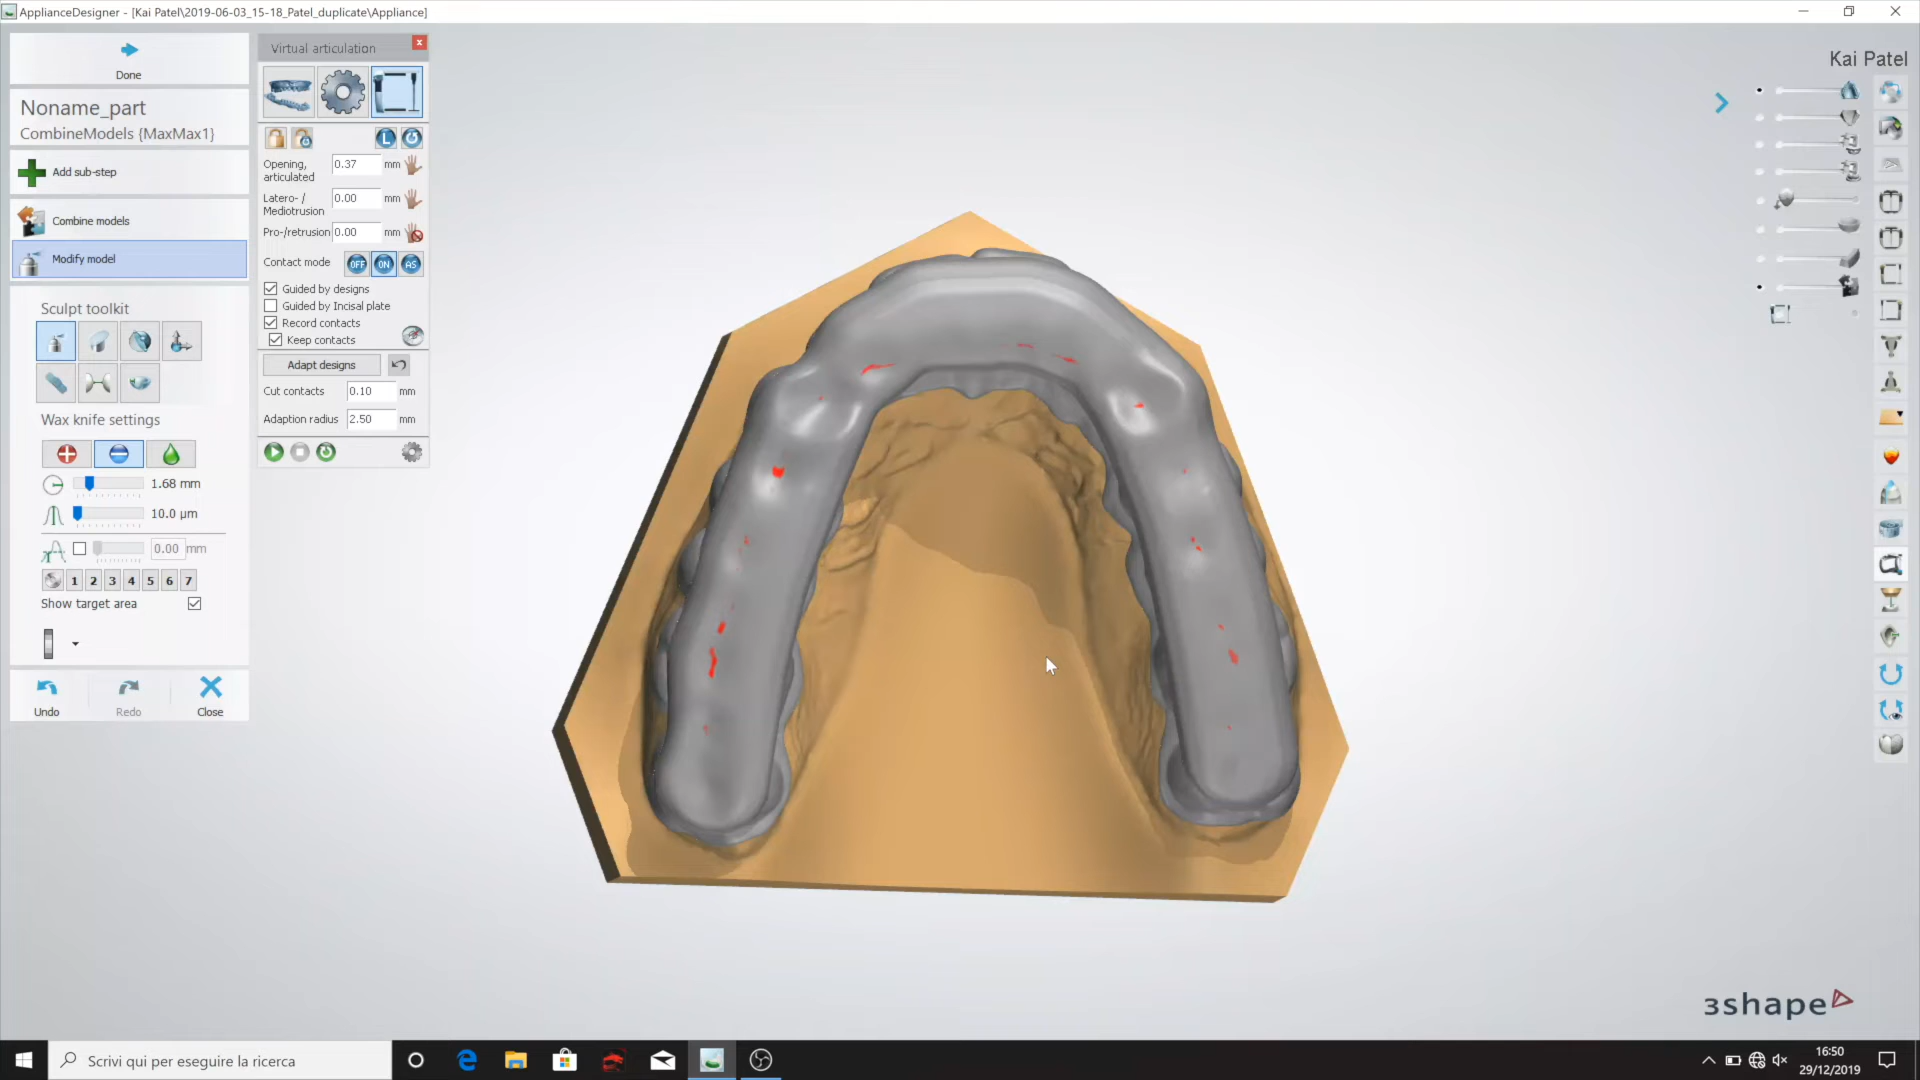 ApplianceDesigner - [Kai Patel\2019-06-03_15-18_Patel_duplicate\Appliance]
Done
Noname_part
CombineModels {MaxMax1}
Add sub-step
Combine models
Modify model
Sculpt toolkit
Wax knife settings
1.68 mm
10.0 µm
0.00 mm
1 2 3 4 5 6 7
Show target area
Undo
Redo
Close
Virtual articulation
L
Opening, articulated 0.37 mm
Latero- / Mediotrusion 0.00 mm
Pro-/retrusion 0.00 mm
Contact mode OFF ON AS
Guided by designs
Guided by Incisal plate
Record contacts
Keep contacts
Adapt designs
Cut contacts 0.10 mm
Adaption radius 2.50 mm
Kai Patel
3shape
Scrivi qui per eseguire la ricerca
16:50
29/12/2019